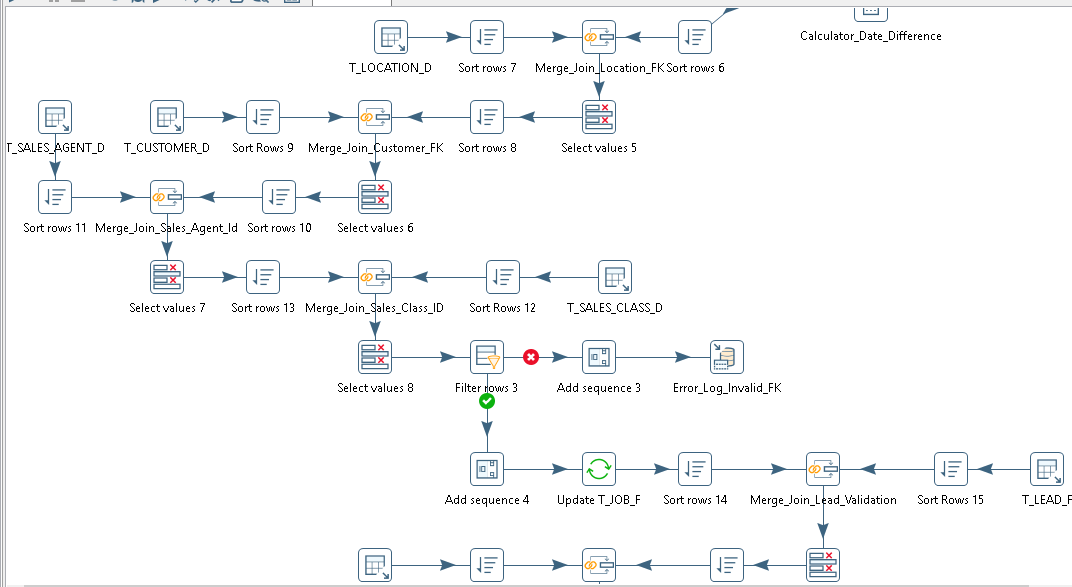 Calculator_Date_Difference
T_LOCATION_D
Sort rows 7
Merge_Join_Location_FK
Sort rows 6
T_SALES_AGENT_D
T_CUSTOMER_D
Sort Rows 9
Merge_Join_Customer_FK
Sort rows 8
Select values 5
Sort rows 11
Merge_Join_Sales_Agent_Id
Sort rows 10
Select values 6
Select values 7
Sort rows 13
Merge_Join_Sales_Class_ID
Sort Rows 12
T_SALES_CLASS_D
Select values 8
Filter rows 3
Add sequence 3
Error_Log_Invalid_FK
Add sequence 4
Update T_JOB_F
Sort rows 14
Merge_Join_Lead_Validation
Sort Rows 15
T_LEAD_F